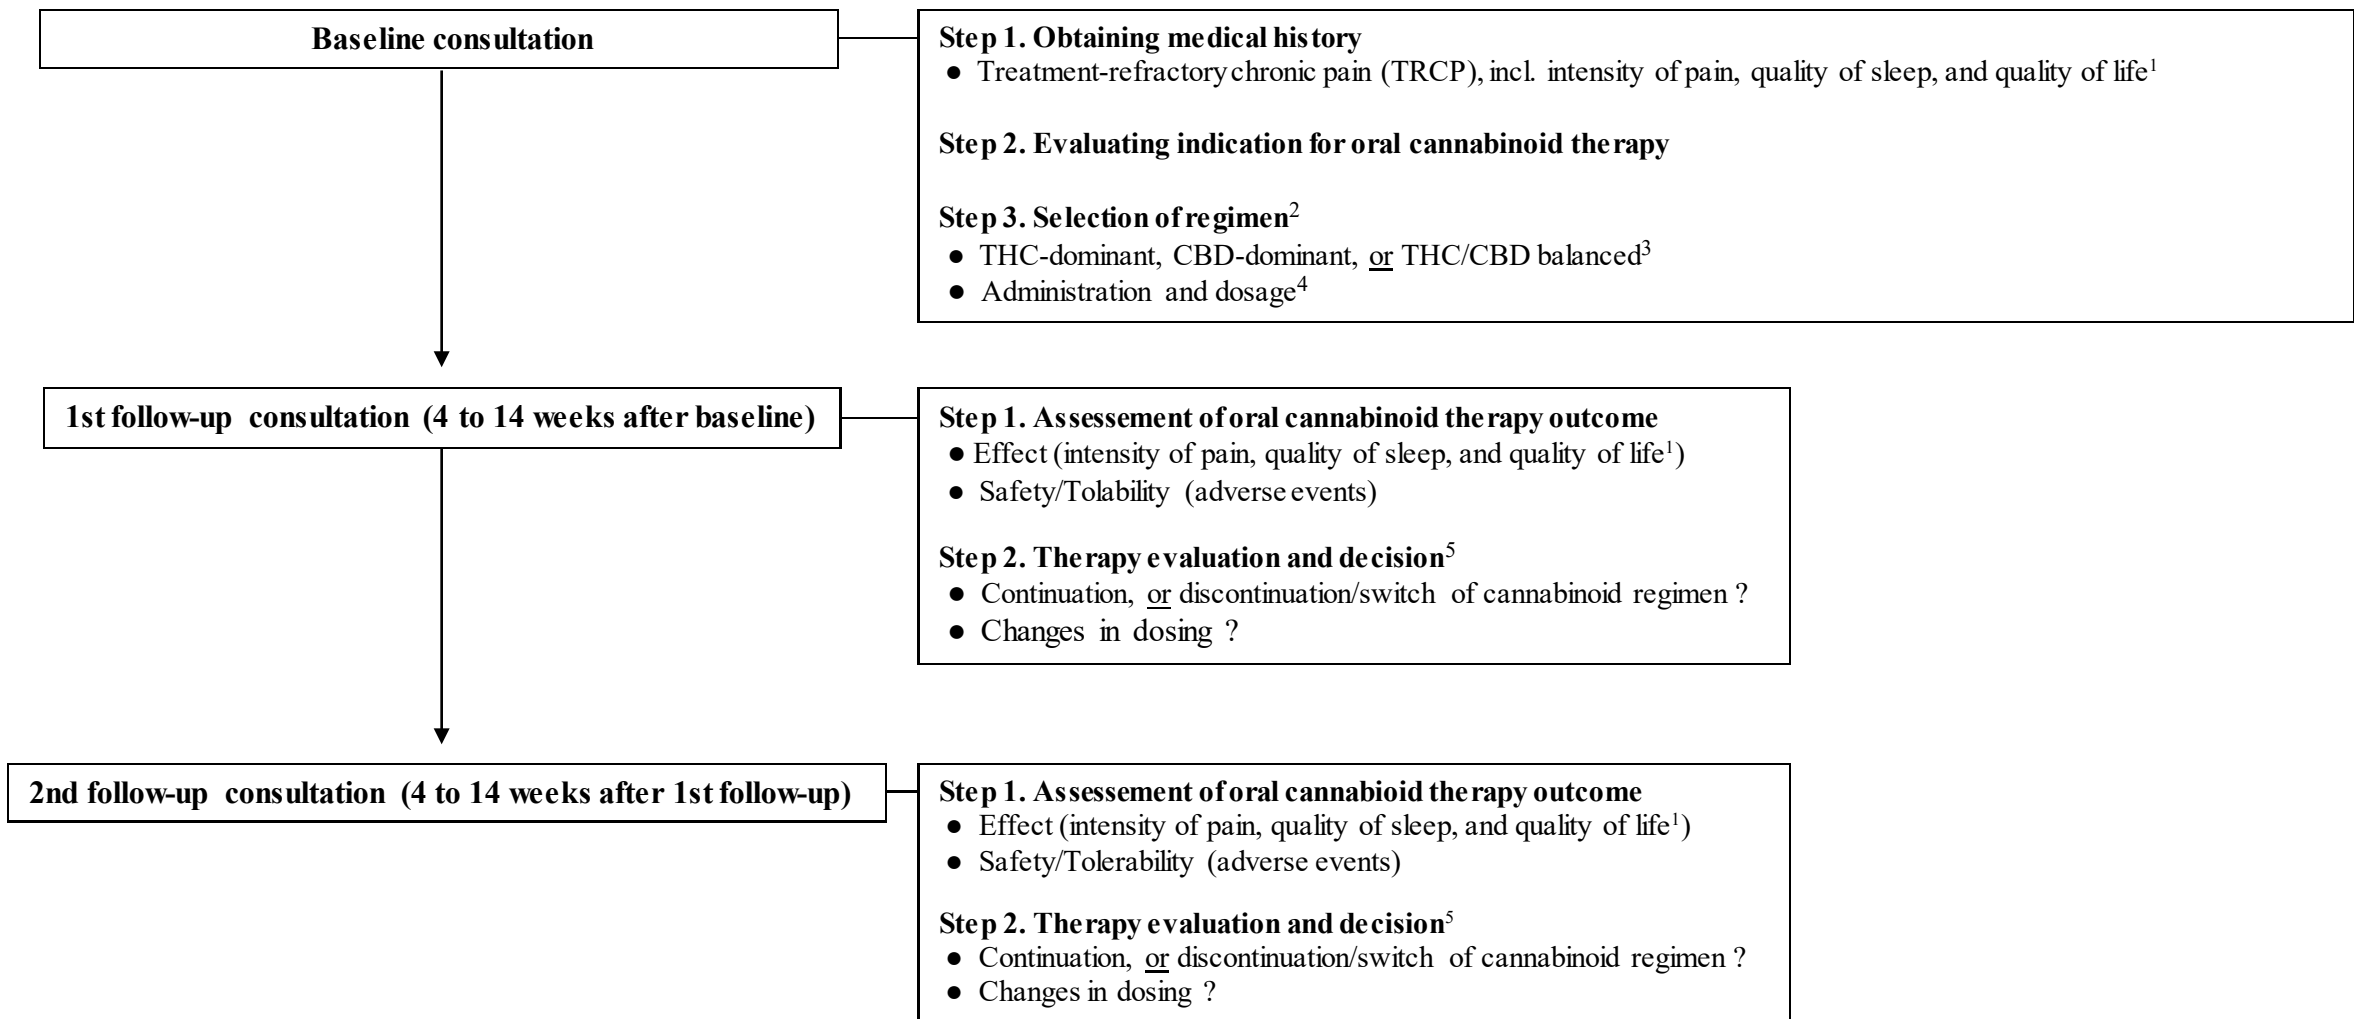 Baseline consultation
Step 1. Obtaining medical history
● Treatment-refractory chronic pain (TRCP), incl. intensity of pain, quality of sleep, and quality of life¹
Step 2. Evaluating indication for oral cannabinoid therapy
Step 3. Selection of regimen²
● THC-dominant, CBD-dominant, or THC/CBD balanced³
● Administration and dosage⁴
1st follow-up consultation (4 to 14 weeks after baseline)
Step 1. Assessement of oral cannabinoid therapy outcome
● Effect (intensity of pain, quality of sleep, and quality of life¹)
● Safety/Tolability (adverse events)
Step 2. Therapy evaluation and decision⁵
● Continuation, or discontinuation/switch of cannabinoid regimen ?
● Changes in dosing ?
2nd follow-up consultation (4 to 14 weeks after 1st follow-up)
Step 1. Assessment of oral cannabioid therapy outcome
● Effect (intensity of pain, quality of sleep, and quality of life¹)
● Safety/Tolerability (adverse events)
Step 2. Therapy evaluation and decision⁵
● Continuation, or discontinuation/switch of cannabinoid regimen ?
● Changes in dosing ?